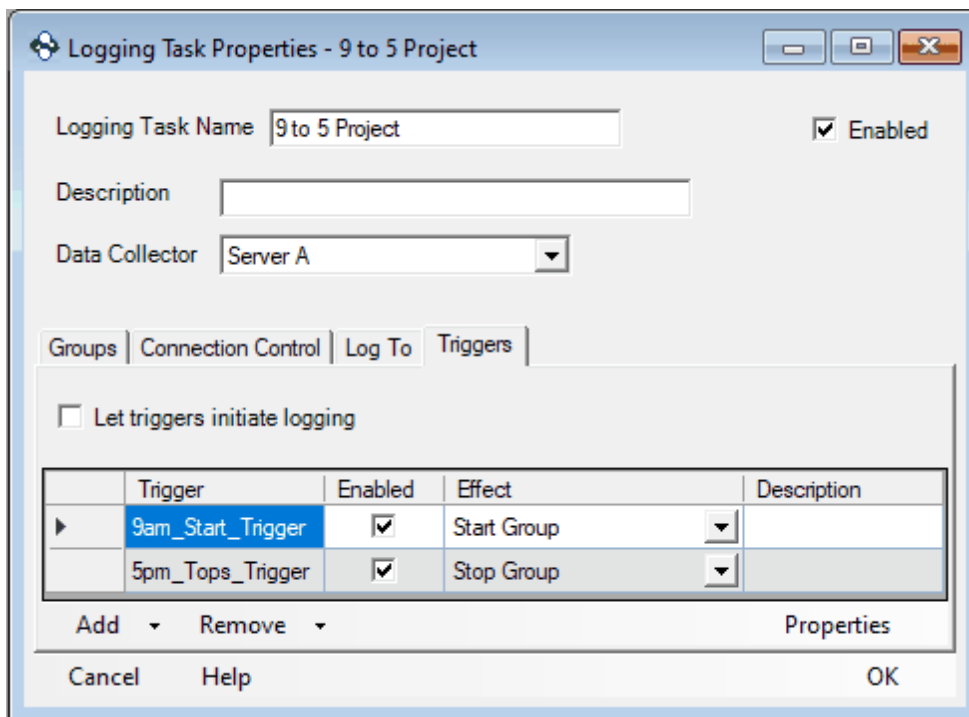 Logging Task Properties - 9 to 5 Project
Logging Task Name 9 to 5 Project Enabled
Description
Data Collector Server A
Groups Connection Control Log To Triggers
Let triggers initiate logging
Trigger Enabled Effect Description
9am_Start_Trigger Start Group
5pm_Tops_Trigger Stop Group
Add Remove Properties
Cancel Help OK